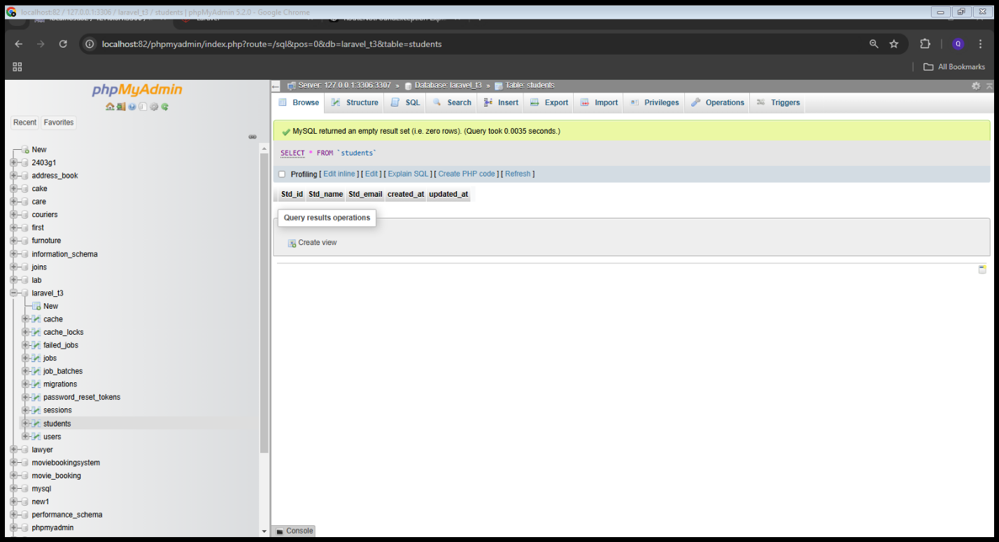 localhost:82 / 127.0.0.1:3306 / laravel_t3 / students | phpMyAdmin 5.2.0 - Google Chrome
localhost:82/phpmyadmin/index.php?route=/sql&pos=0&db=laravel_t3&table=students
Q
All Bookmarks
phpMyAdmin
Recent
Favorites
New
2403g1
address_book
cake
care
couriers
first
furnoture
information_schema
joins
lab
laravel_t3
New
cache
cache_locks
failed_jobs
jobs
job_batches
migrations
password_reset_tokens
sessions
students
users
lawyer
moviebookingsystem
movie_booking
mysql
new1
performance_schema
phpmyadmin
Server: 127.0.0.1:3306:3307 » Database: laravel_t3 » Table: students
Browse Structure SQL Search Insert Export Import Privileges Operations Triggers
MySQL returned an empty result set (i.e. zero rows). (Query took 0.0035 seconds.)
SELECT * FROM `students`
Profiling [ Edit inline ] [ Edit ] [ Explain SQL ] [ Create PHP code ] [ Refresh ]
Std_id Std_name Std_email created_at updated_at
Query results operations
Create view
Console